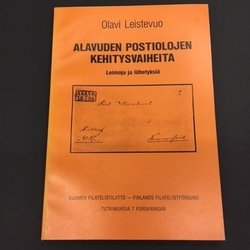 Olavi Leistevuo
ALAVUDEN POSTIOLOJEN
KEHITYSVAIHEITA
Leimoja ja lähetyksiä
SUOMEN FILATELISTILIITTO — FINLANDS FILATELISTFÖRBUND
TUTKIMUKSIA 7 FORSKNINGAR